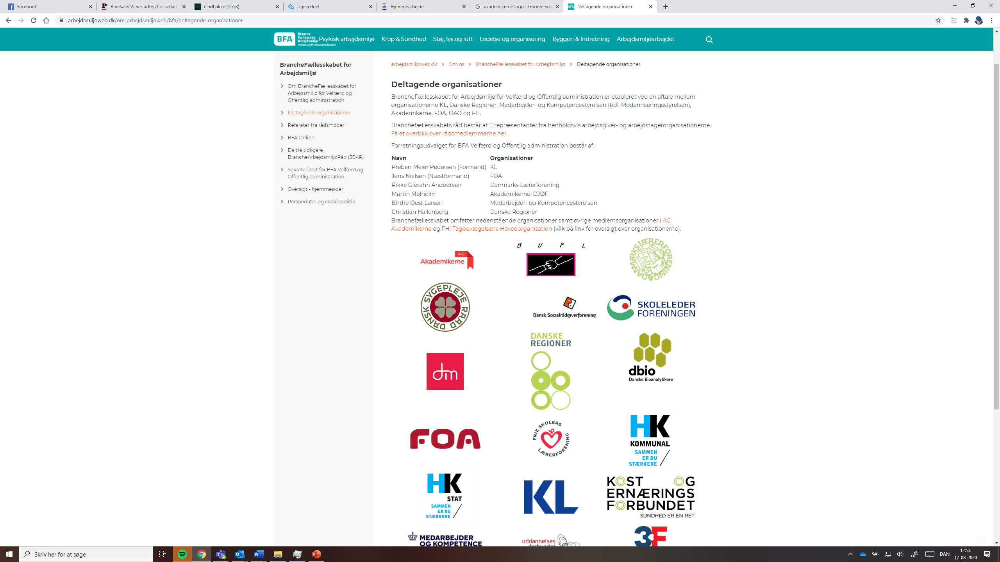 Facebook
Radikale: Vi har udtrykt os uklart
: Indbakke (3558)
Ugeseddel
Hjemmearbejde
akademikerne logo - Google-søg
BFA Deltagende organisationer
arbejdsmiljoweb.dk/om_arbejdsmiljoweb/bfa/deltagende-organisationer
BFA
Branche
Fællesskab
Arbejdsmiljø
Velfærd og Offentlig administration
Psykisk arbejdsmiljø Krop & Sundhed Støj, lys og luft Ledelse og organisering Byggeri & Indretning Arbejdsmiljøarbejdet
BrancheFællesskabet for
Arbejdsmiljø
Om BrancheFællesskabet for
Arbejdsmiljø for Velfærd og
Offentlig administration
Deltagende organisationer
Referater fra rådsmøder
BFA Online
De tre tidligere
BrancheArbejdsmiljøRåd (3BAR)
Sekretariatet for BFA Velfærd og
Offentlig administration
Oversigt - hjemmesider
Persondata- og cookiepolitik
arbejdsmiljoweb.dk > Om os > BrancheFællesskabet for Arbejdsmiljø > Deltagende organisationer
Deltagende organisationer
BrancheFællesskabet for Arbejdsmiljø for Velfærd og Offentlig administration er etableret ved en aftale mellem
organisationerne KL, Danske Regioner, Medarbejder- og Kompetencestyrelsen (tidl. Moderniseringsstyrelsen),
Akademikerne, FOA, OAO og FH.
Branchefællesskabets råd består af 11 repræsentanter fra henholdsvis arbejdsgiver- og arbejdstagerorganisationerne.
Få et overblik over rådsmedlemmerne her.
Forretningsudvalget for BFA Velfærd og Offentlig administration består af:
Navn Organisationer
Preben Meier Pedersen (Formand) KL
Jens Nielsen (Næstformand) FOA
Rikke Gierahn Andedrsen Danmarks Lærerforening
Martin Mølholm Akademikerne, DJØF
Birthe Oest Larsen Medarbejder- og Kompetencestyrelsen
Christian Hallenberg Danske Regioner
Branchefællesskabet omfatter nedenstående organisationer samt øvrige medlemsorganisationer i AC:
Akademikerne og FH: Fagbevægelsens Hovedorganisation (klik på link for oversigt over organisationerne).
AC
Akademikerne
B U P L
DANMARKS LÆRERFORENING
DANSK SYGEPLEJERAAD
Dansk Socialrådgiverforening
SKOLELEDER
FORENINGEN
dm
DANSKE
REGIONER
dbio
Danske Bioanalytikere
FOA
FRIE SKOLERS
LÆRERFORENING
HK
KOMMUNAL
SAMMEN
ER DU
STÆRKERE
HK
STAT
SAMMEN
ER DU
STÆRKERE
KL
KOST OG
ERNÆRINGS
FORBUNDET
SUNDHED ER EN RET
MEDARBEJDER
OG KOMPETENCE
uddannelses
forbundet
3F
Skriv her for at søge
DAN
12:54
17-08-2020